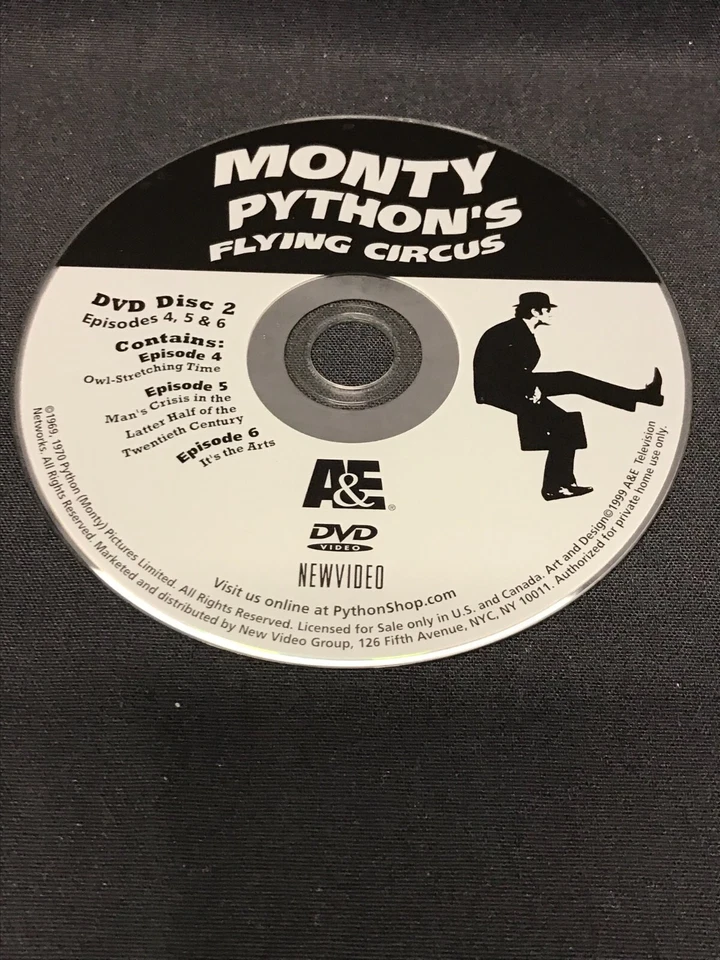 MONTY
PYTHON'S
FLYING CIRCUS
DVD Disc 2
Episodes 4, 5 & 6
Contains:
Episode 4
Owl-Stretching Time
Episode 5
Man's Crisis in the
Latter Half of the
Twentieth Century
Episode 6
It's the Arts
A&E®
DVD
VIDEO
NEWVIDEO
Visit us online at PythonShop.com
©1969, 1970 Python (Monty) Pictures Limited. All Rights Reserved. Licensed for Sale only in U.S. and Canada. Art and Design©1999 A&E Television
Networks. All Rights Reserved. Marketed and distributed by New Video Group, 126 Fifth Avenue, NYC, NY 10011. Authorized for private home use only.